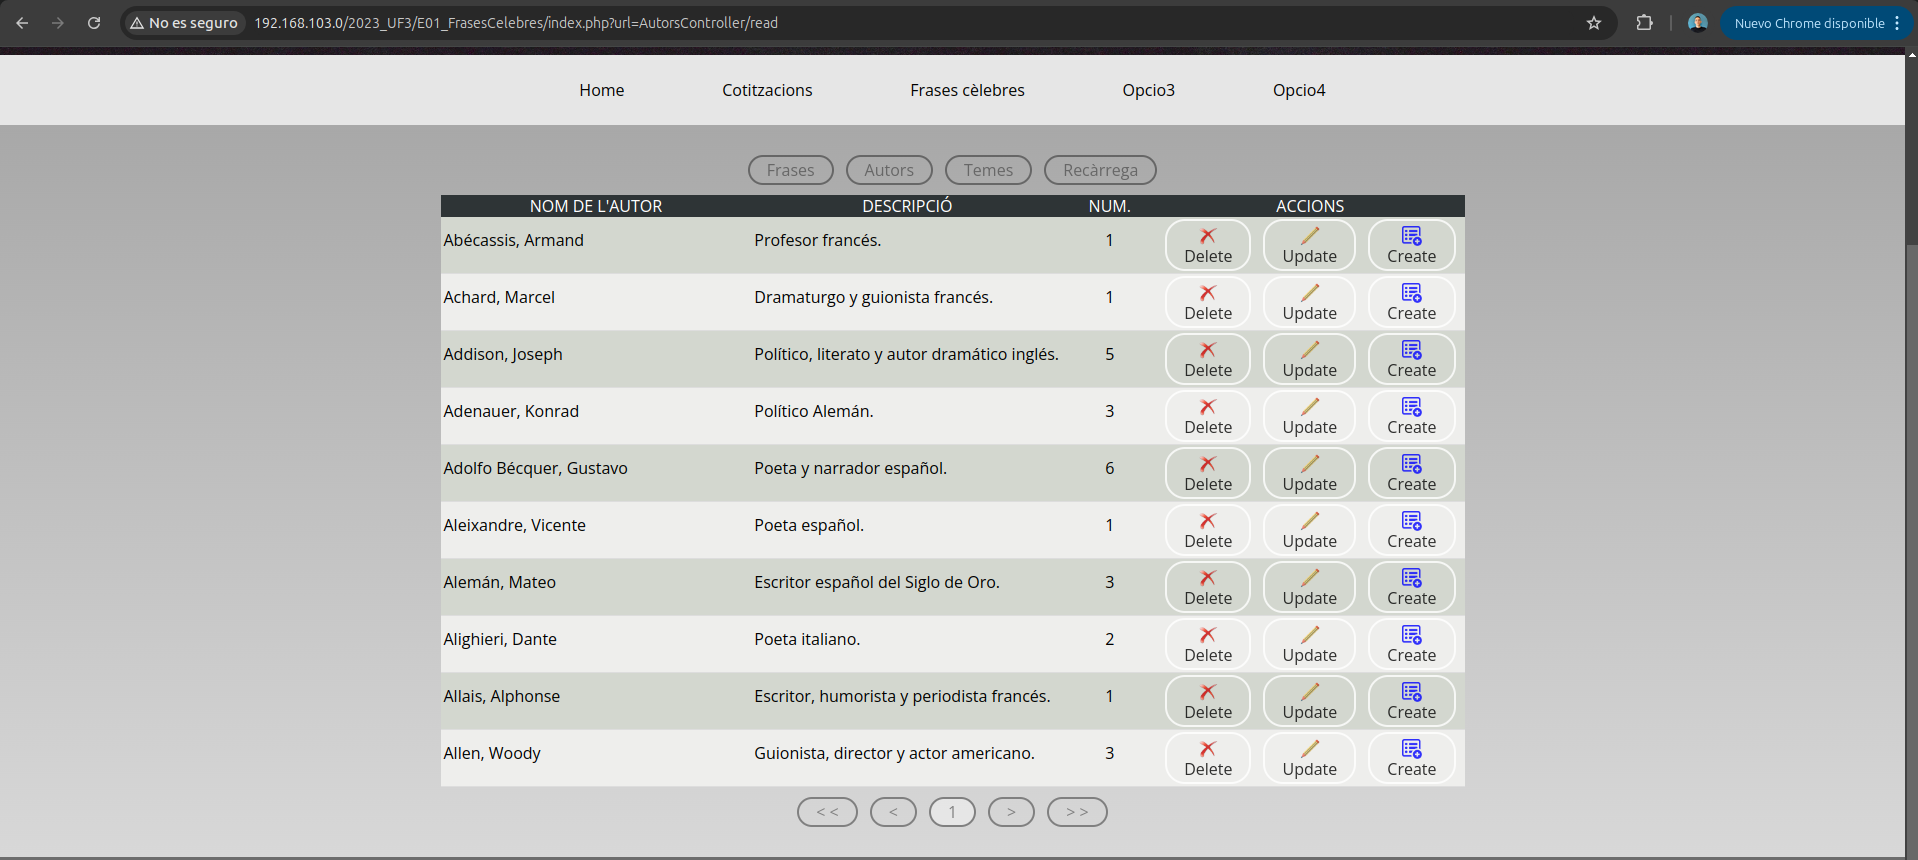 No es seguro 192.168.103.0/2023_UF3/E01_FrasesCelebres/index.php?url=AutorsController/read Nuevo Chrome disponible
Home Cotitzacions Frases cèlebres Opcio3 Opcio4
Frases Autors Temes Recàrrega
NOM DE L'AUTOR DESCRIPCIÓ NUM. ACCIONS
Abécassis, Armand Profesor francés. 1 Delete Update Create
Achard, Marcel Dramaturgo y guionista francés. 1 Delete Update Create
Addison, Joseph Político, literato y autor dramático inglés. 5 Delete Update Create
Adenauer, Konrad Político Alemán. 3 Delete Update Create
Adolfo Bécquer, Gustavo Poeta y narrador español. 6 Delete Update Create
Aleixandre, Vicente Poeta español. 1 Delete Update Create
Alemán, Mateo Escritor español del Siglo de Oro. 3 Delete Update Create
Alighieri, Dante Poeta italiano. 2 Delete Update Create
Allais, Alphonse Escritor, humorista y periodista francés. 1 Delete Update Create
Allen, Woody Guionista, director y actor americano. 3 Delete Update Create
< < < 1 > > >